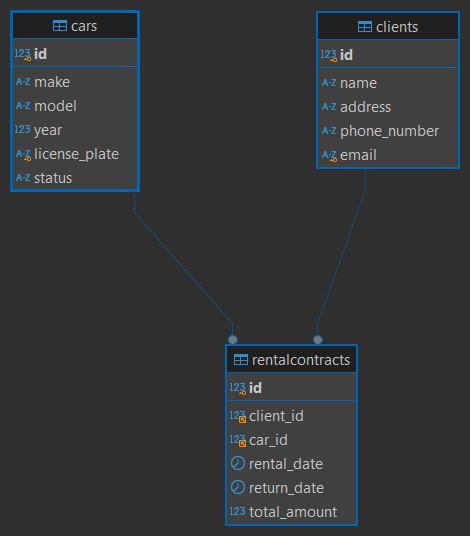 cars
123 id
A-Z make
A-Z model
123 year
A-Z license_plate
A-Z status
clients
123 id
A-Z name
A-Z address
A-Z phone_number
A-Z email
rentalcontracts
123 id
123 client_id
123 car_id
rental_date
return_date
123 total_amount